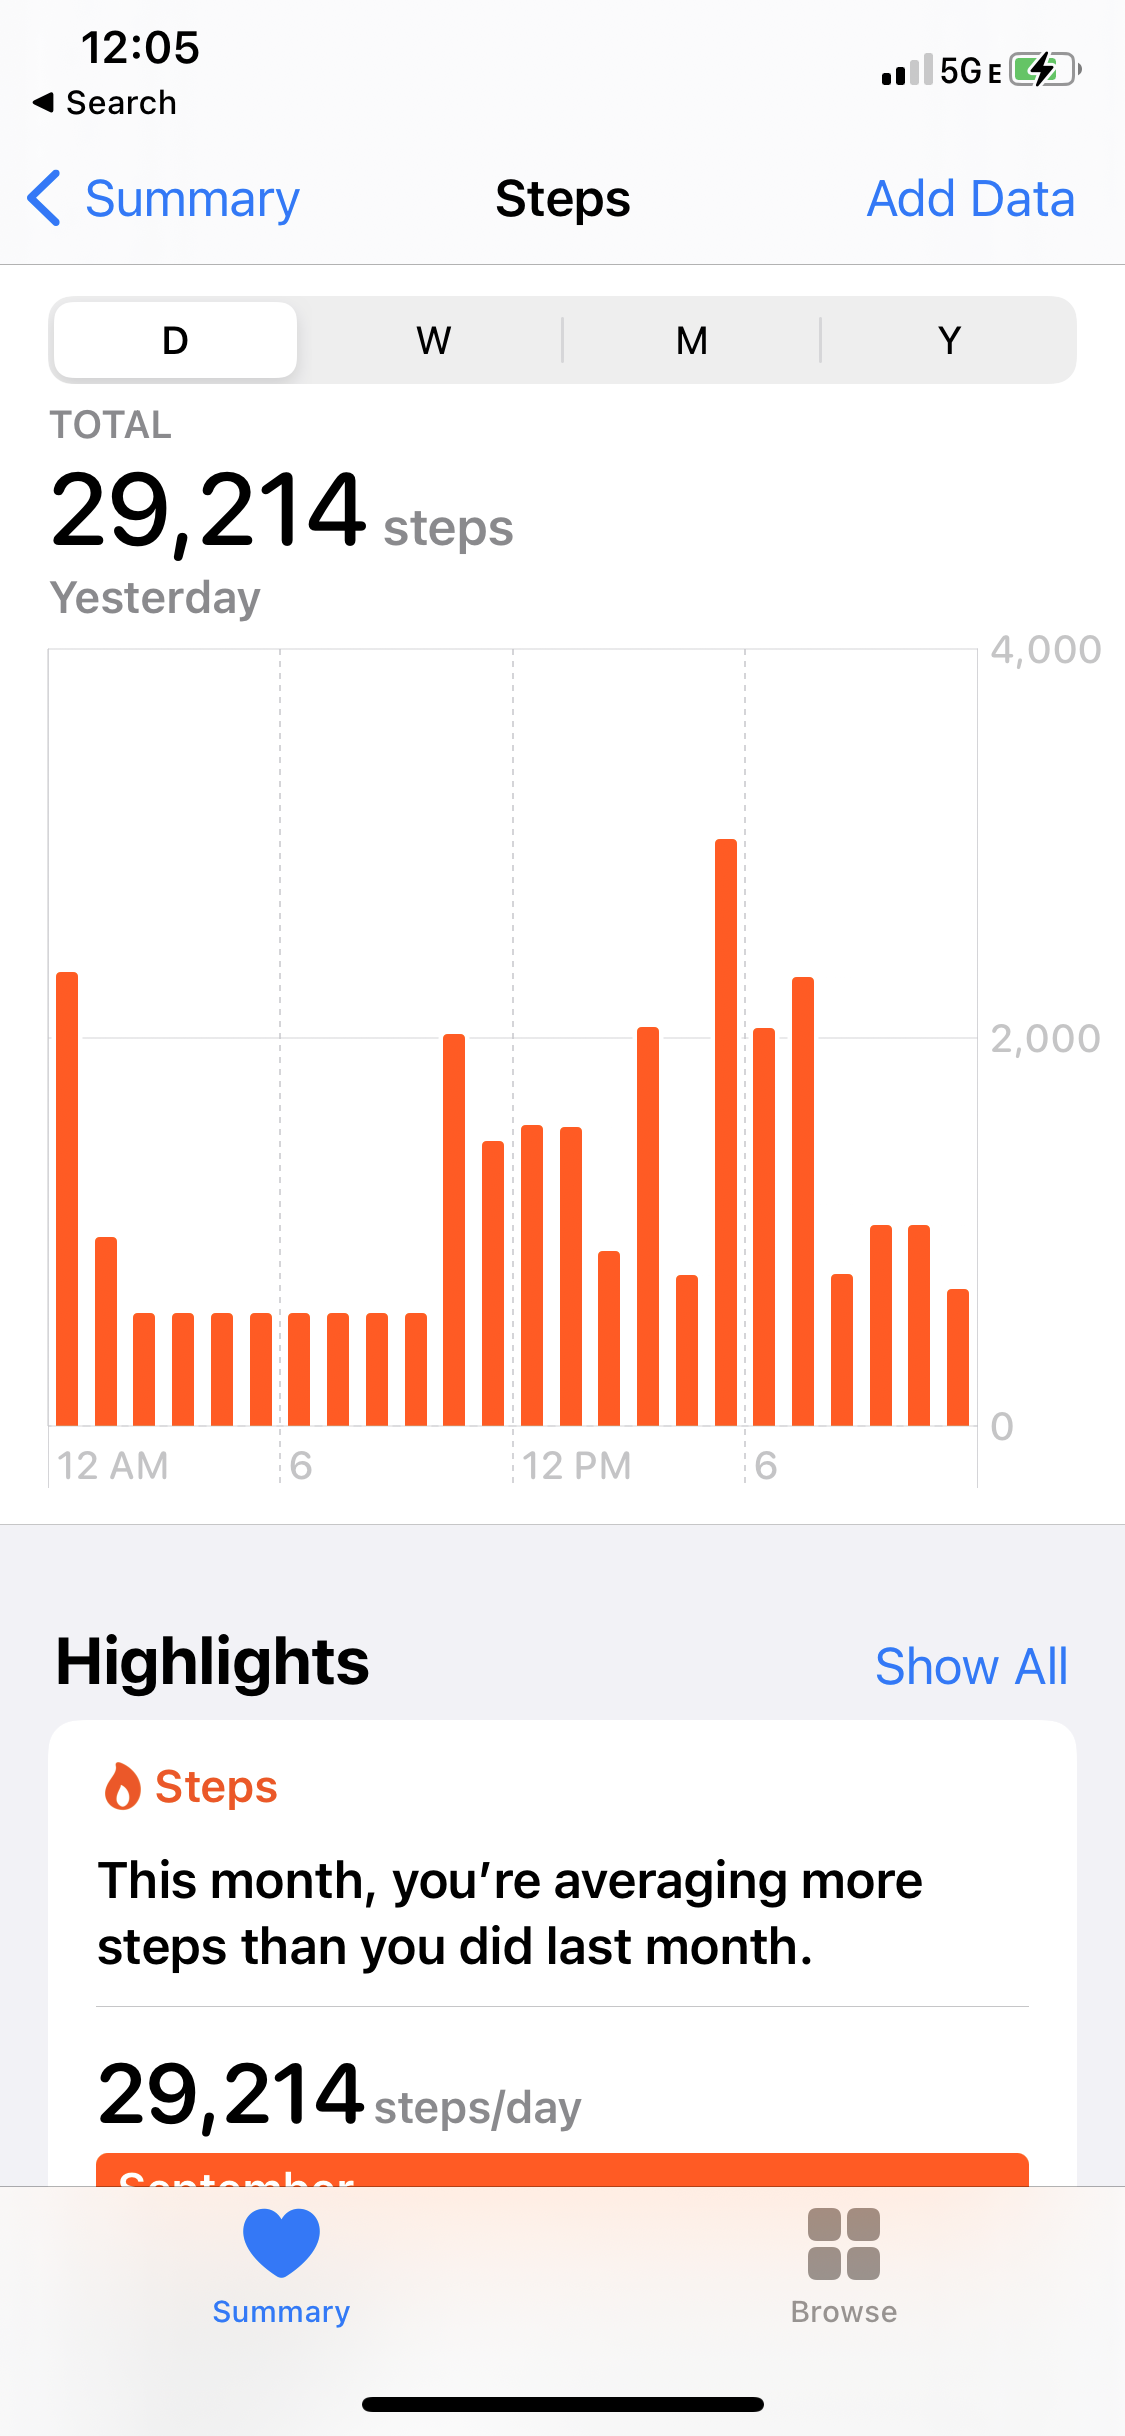 12:05
5G E
◀ Search
Summary
Steps
Add Data
D W M Y
TOTAL
29,214 steps
Yesterday
4,000
2,000
0
12 AM 6 12 PM 6
Highlights
Show All
Steps
This month, you’re averaging more
steps than you did last month.
29,214 steps/day
September
Summary
Browse